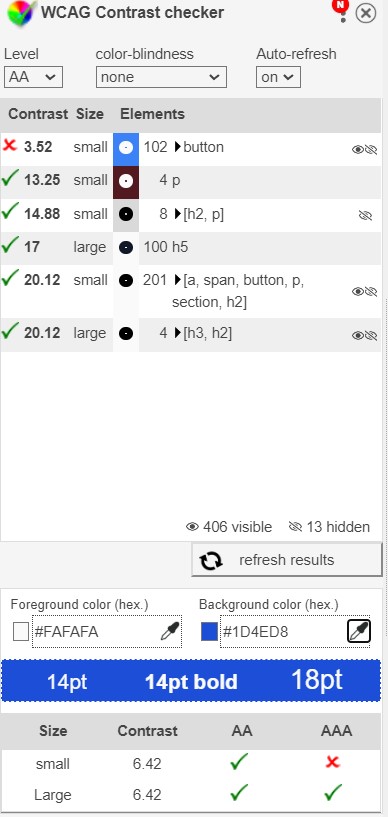 N
WCAG Contrast checker
Level color-blindness Auto-refresh
AA none on
Contrast Size Elements
3.52 small 102 button
13.25 small 4 p
14.88 small 8 [h2, p]
17 large 100 h5
20.12 small 201 [a, span, button, p,
section, h2]
20.12 large 4 [h3, h2]
406 visible 13 hidden
refresh results
Foreground color (hex.) Background color (hex.)
#FAFAFA #1D4ED8
14pt 14pt bold 18pt
Size Contrast AA AAA
small 6.42
Large 6.42